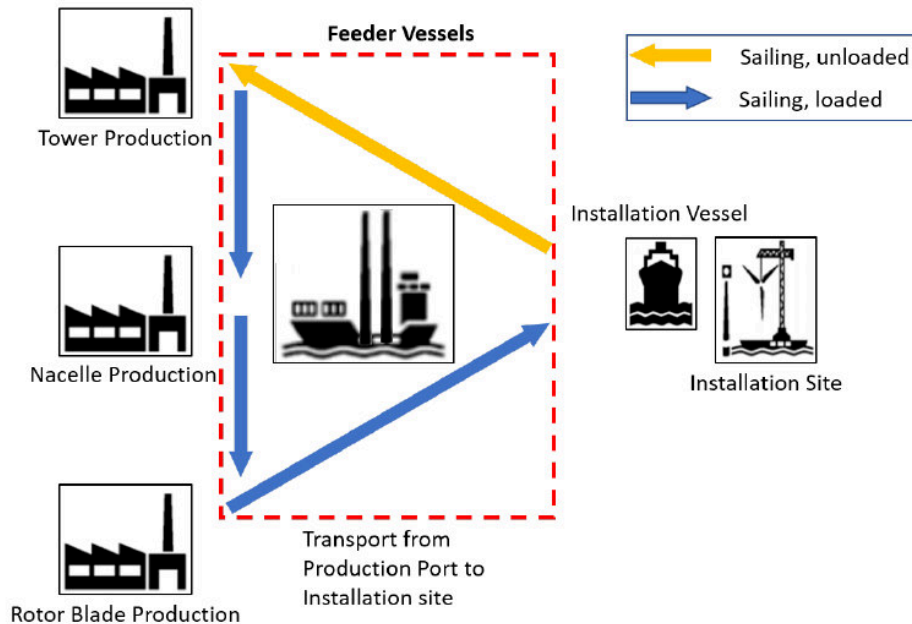 Feeder Vessels
Sailing, unloaded
Sailing, loaded
Tower Production
Installation Vessel
Nacelle Production
Installation Site
Transport from
Production Port to
Installation site
Rotor Blade Production